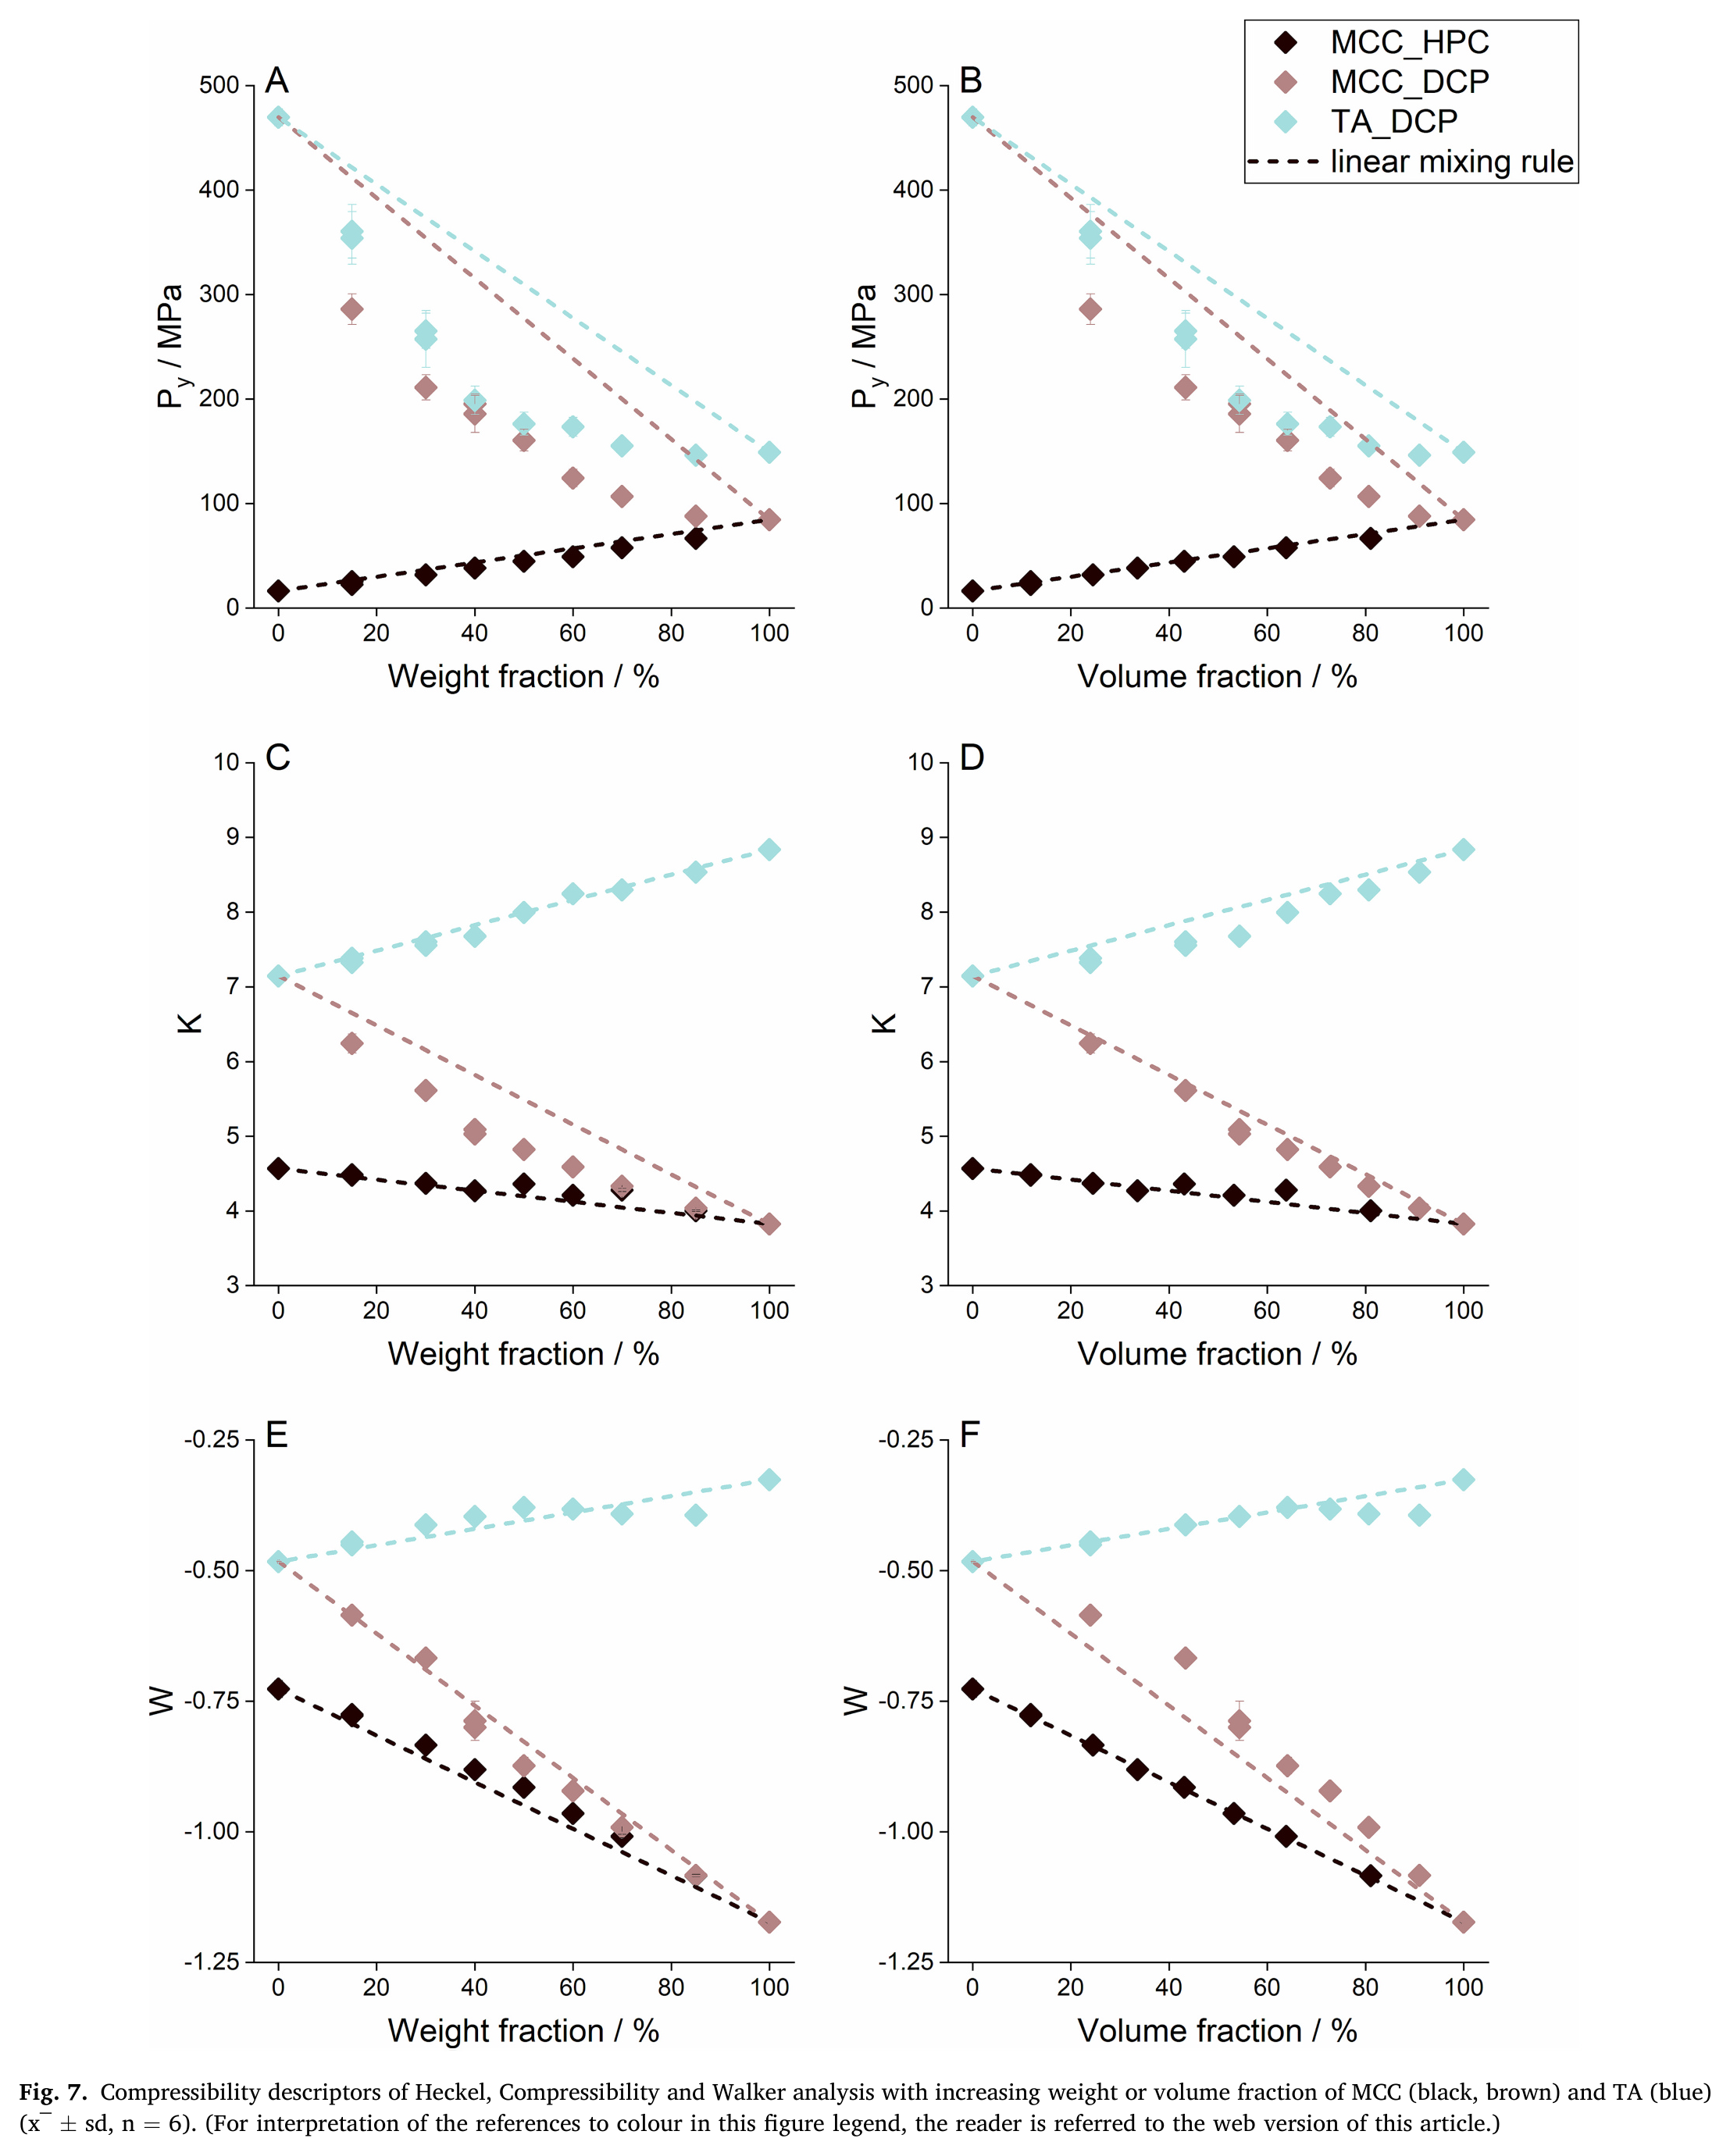 MCC_HPC
MCC_DCP
TA_DCP
linear mixing rule
A
500
400
300
200
100
0
P_y / MPa
0 20 40 60 80 100
Weight fraction / %
B
500
400
300
200
100
0
P_y / MPa
0 20 40 60 80 100
Volume fraction / %
C
10
9
8
7
6
5
4
3
K
0 20 40 60 80 100
Weight fraction / %
D
10
9
8
7
6
5
4
3
K
0 20 40 60 80 100
Volume fraction / %
E
-0.25
-0.50
-0.75
-1.00
-1.25
W
0 20 40 60 80 100
Weight fraction / %
F
-0.25
-0.50
-0.75
-1.00
-1.25
W
0 20 40 60 80 100
Volume fraction / %
Fig. 7. Compressibility descriptors of Heckel, Compressibility and Walker analysis with increasing weight or volume fraction of MCC (black, brown) and TA (blue)
(x¯ ± sd, n = 6). (For interpretation of the references to colour in this figure legend, the reader is referred to the web version of this article.)